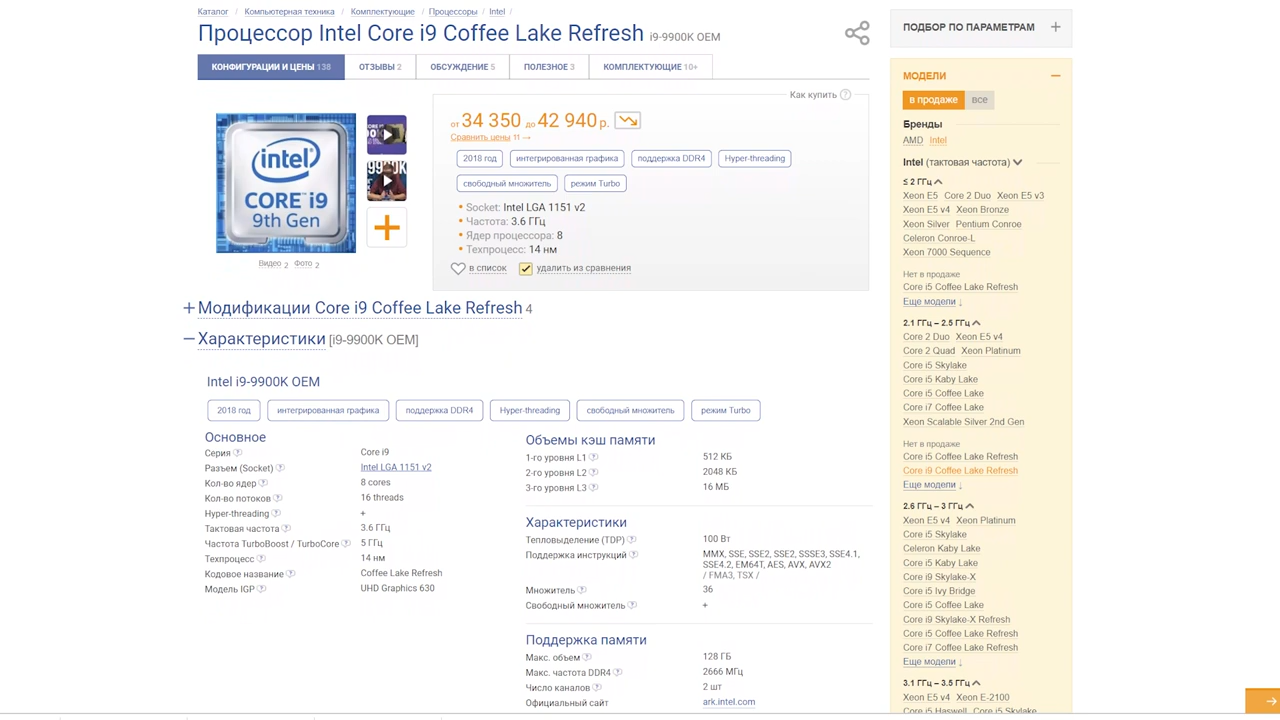 Каталог / Компьютерная техника / Комплектующие / Процессоры / Intel /
Процессор Intel Core i9 Coffee Lake Refresh i9-9900K OEM
КОНФИГУРАЦИИ И ЦЕНЫ 138
ОТЗЫВЫ 2
ОБСУЖДЕНИЕ 5
ПОЛЕЗНОЕ 3
КОМПЛЕКТУЮЩИЕ 10+
intel
CORE i9
9th Gen
Видео 2 Фото 2
Как купить ?
от 34 350 до 42 940 р.
Сравнить цены 11 →
2018 год
интегрированная графика
поддержка DDR4
Hyper-threading
свободный множитель
режим Turbo
Socket: Intel LGA 1151 v2
Частота: 3.6 ГГц
Ядер процессора: 8
Техпроцесс: 14 нм
в список
удалить из сравнения
Модификации Core i9 Coffee Lake Refresh 4
Характеристики [i9-9900K OEM]
Intel i9-9900K OEM
2018 год
интегрированная графика
поддержка DDR4
Hyper-threading
свободный множитель
режим Turbo
Основное
Серия Core i9
Разъем (Socket) Intel LGA 1151 v2
Кол-во ядер 8 cores
Кол-во потоков 16 threads
Hyper-threading +
Тактовая частота 3.6 ГГц
Частота TurboBoost / TurboCore 5 ГГц
Техпроцесс 14 нм
Кодовое название Coffee Lake Refresh
Модель IGP UHD Graphics 630
Объемы кэш памяти
1-го уровня L1 512 КБ
2-го уровня L2 2048 КБ
3-го уровня L3 16 МБ
Характеристики
Тепловыделение (TDP) 100 Вт
Поддержка инструкций MMX, SSE, SSE2, SSE2, SSSE3, SSE4.1,
SSE4.2, EM64T, AES, AVX, AVX2
/ FMA3, TSX /
Множитель 36
Свободный множитель +
Поддержка памяти
Макс. объем 128 ГБ
Макс. частота DDR4 2666 МГц
Число каналов 2 шт
Официальный сайт ark.intel.com
ПОДБОР ПО ПАРАМЕТРАМ
МОДЕЛИ
в продаже все
Бренды
AMD Intel
Intel (тактовая частота)
≤ 2 ГГц
Xeon E5 Core 2 Duo Xeon E5 v3
Xeon E5 v4 Xeon Bronze
Xeon Silver Pentium Conroe
Celeron Conroe-L
Xeon 7000 Sequence
Нет в продаже
Core i5 Coffee Lake Refresh
Еще модели ↓
2.1 ГГц – 2.5 ГГц
Core 2 Duo Xeon E5 v4
Core 2 Quad Xeon Platinum
Core i5 Skylake
Core i5 Kaby Lake
Core i5 Coffee Lake
Core i7 Coffee Lake
Xeon Scalable Silver 2nd Gen
Нет в продаже
Core i5 Coffee Lake Refresh
Core i9 Coffee Lake Refresh
Еще модели ↓
2.6 ГГц – 3 ГГц
Xeon E5 v4 Xeon Platinum
Core i5 Skylake
Celeron Kaby Lake
Core i5 Kaby Lake
Core i9 Skylake-X
Core i5 Ivy Bridge
Core i5 Coffee Lake
Core i9 Skylake-X Refresh
Core i5 Coffee Lake Refresh
Core i7 Coffee Lake Refresh
Еще модели ↓
3.1 ГГц – 3.5 ГГц
Xeon E5 v4 Xeon E-2100
Core i5 Haswell Core i5 Skylake